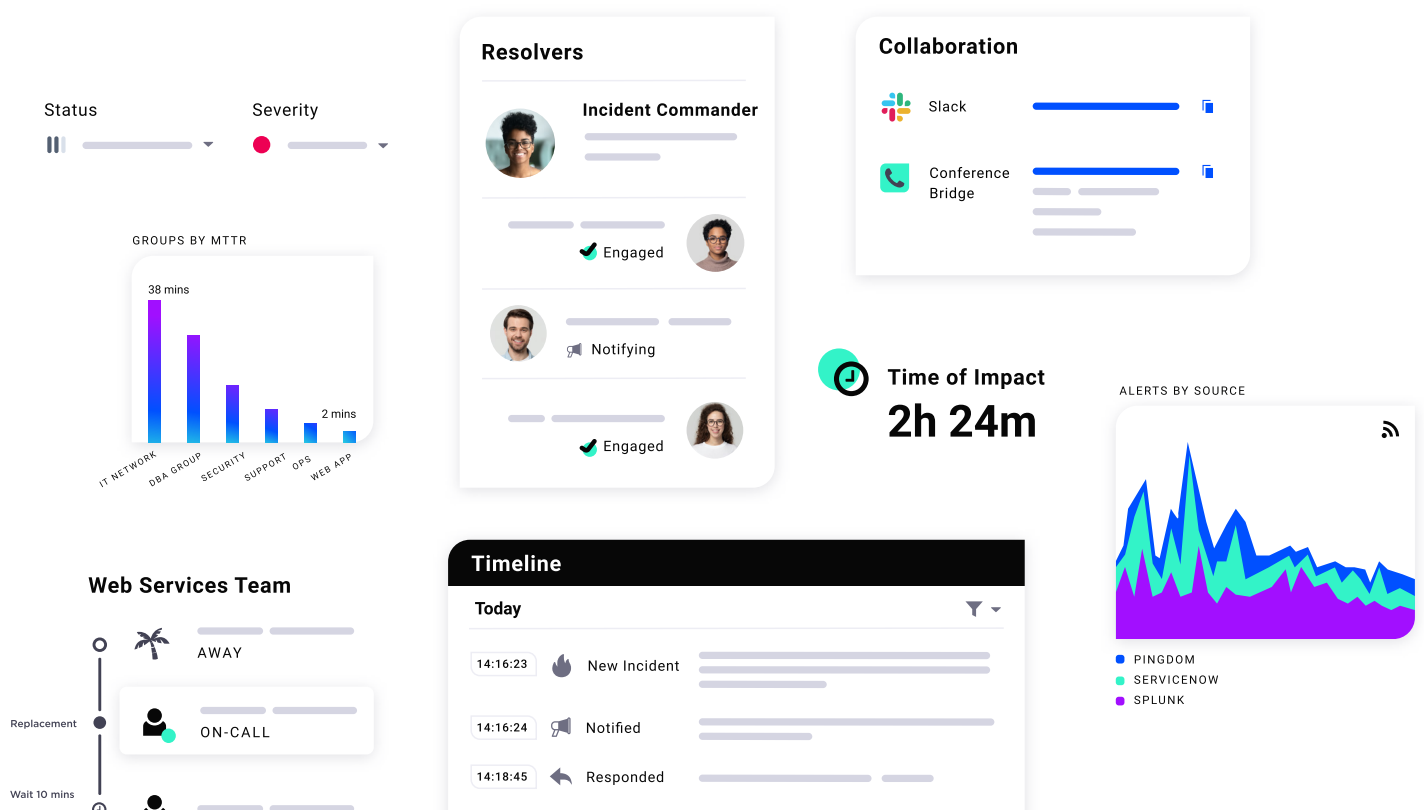 Status
Severity
GROUPS BY MTTR
38 mins
2 mins
IT NETWORK
DBA GROUP
SECURITY
SUPPORT
OPS
WEB APP
Resolvers
Incident Commander
Engaged
Notifying
Engaged
Collaboration
Slack
Conference
Bridge
Time of Impact
2h 24m
ALERTS BY SOURCE
PINGDOM
SERVICENOW
SPLUNK
Web Services Team
AWAY
Replacement
ON-CALL
Wait 10 mins
Timeline
Today
14:16:23
New Incident
14:16:24
Notified
14:18:45
Responded